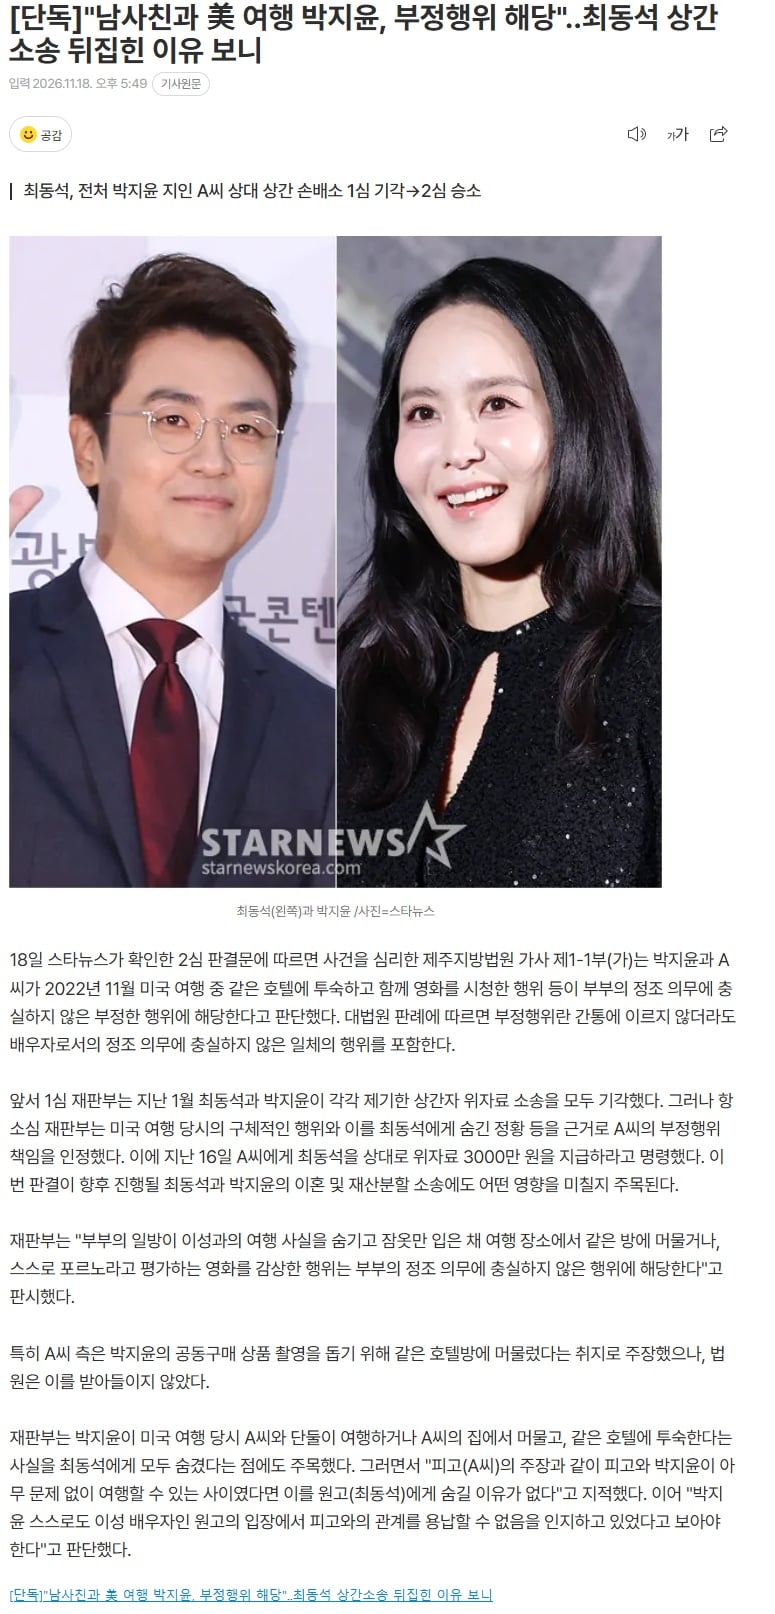 [단독]"남사친과 美 여행 박지윤, 부정행위 해당"..최동석 상간
소송 뒤집힌 이유 보니
입력 2026.11.18. 오후 5:49 기사원문
공감
가가
최동석, 전처 박지윤 지인 A씨 상대 상간 손배소 1심 기각→2심 승소
광
국콘텐
STARNEWS
starnewskorea.com
최동석(왼쪽)과 박지윤 /사진=스타뉴스
18일 스타뉴스가 확인한 2심 판결문에 따르면 사건을 심리한 제주지방법원 가사 제1-1부(가)는 박지윤과 A
씨가 2022년 11월 미국 여행 중 같은 호텔에 투숙하고 함께 영화를 시청한 행위 등이 부부의 정조 의무에 충
실하지 않은 부정한 행위에 해당한다고 판단했다. 대법원 판례에 따르면 부정행위란 간통에 이르지 않더라도
배우자로서의 정조 의무에 충실하지 않은 일체의 행위를 포함한다.
앞서 1심 재판부는 지난 1월 최동석과 박지윤이 각각 제기한 상간자 위자료 소송을 모두 기각했다. 그러나 항
소심 재판부는 미국 여행 당시의 구체적인 행위와 이를 최동석에게 숨긴 정황 등을 근거로 A씨의 부정행위
책임을 인정했다. 이에 지난 16일 A씨에게 최동석을 상대로 위자료 3000만 원을 지급하라고 명령했다. 이
번 판결이 향후 진행될 최동석과 박지윤의 이혼 및 재산분할 소송에도 어떤 영향을 미칠지 주목된다.
재판부는 "부부의 일방이 이성과의 여행 사실을 숨기고 잠옷만 입은 채 여행 장소에서 같은 방에 머물거나,
스스로 포르노라고 평가하는 영화를 감상한 행위는 부부의 정조 의무에 충실하지 않은 행위에 해당한다"고
판시했다.
특히 A씨 측은 박지윤의 공동구매 상품 촬영을 돕기 위해 같은 호텔방에 머물렀다는 취지로 주장했으나, 법
원은 이를 받아들이지 않았다.
재판부는 박지윤이 미국 여행 당시 A씨와 단둘이 여행하거나 A씨의 집에서 머물고, 같은 호텔에 투숙한다는
사실을 최동석에게 모두 숨겼다는 점에도 주목했다. 그러면서 "피고(A씨)의 주장과 같이 피고와 박지윤이 아
무 문제 없이 여행할 수 있는 사이였다면 이를 원고(최동석)에게 숨길 이유가 없다"고 지적했다. 이어 "박지
윤 스스로도 이성 배우자인 원고의 입장에서 피고와의 관계를 용납할 수 없음을 인지하고 있었다고 보아야
한다"고 판단했다.
[단독]"남사친과 美 여행 박지윤, 부정행위 해당"..최동석 상간소송 뒤집힌 이유 보니